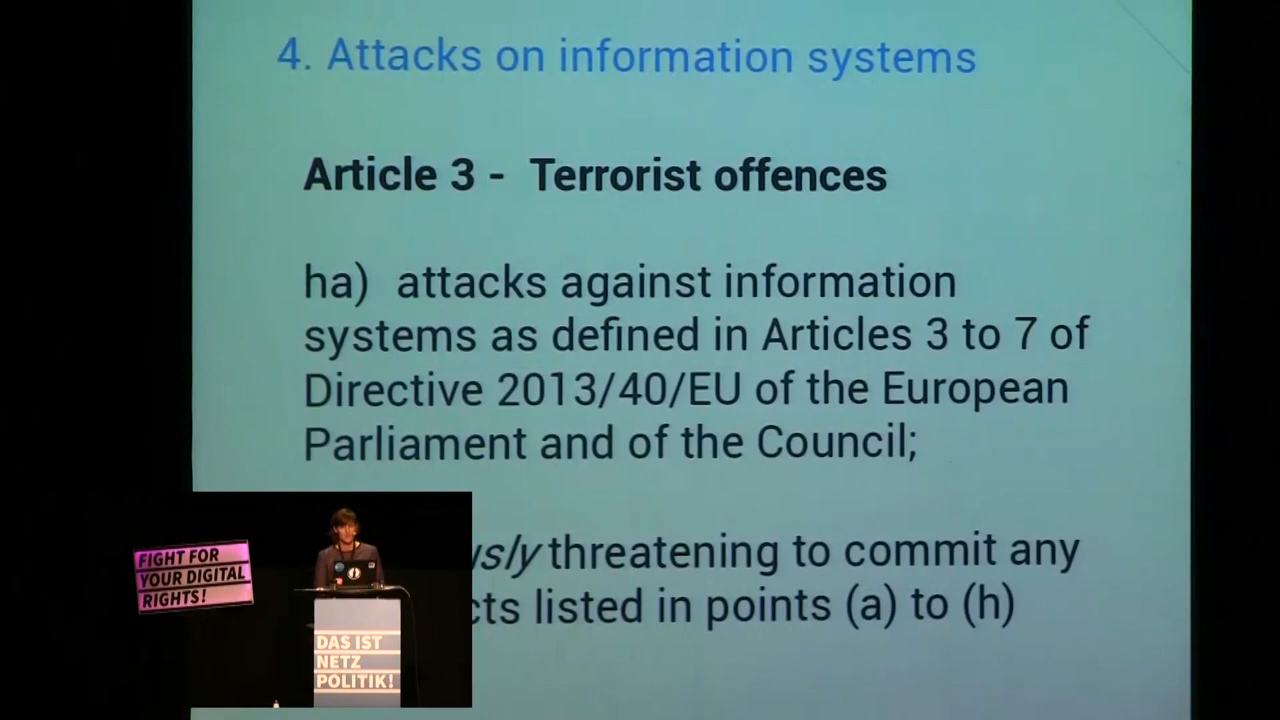 4. Attacks on information systems
Article 3 - Terrorist offences
ha) attacks against information
systems as defined in Articles 3 to 7 of
Directive 2013/40/EU of the European
Parliament and of the Council;
threatening to commit any
listed in points (a) to (h)
FIGHT FOR
YOUR DIGITAL
RIGHTS!
DAS IST
NETZ
POLITIK!